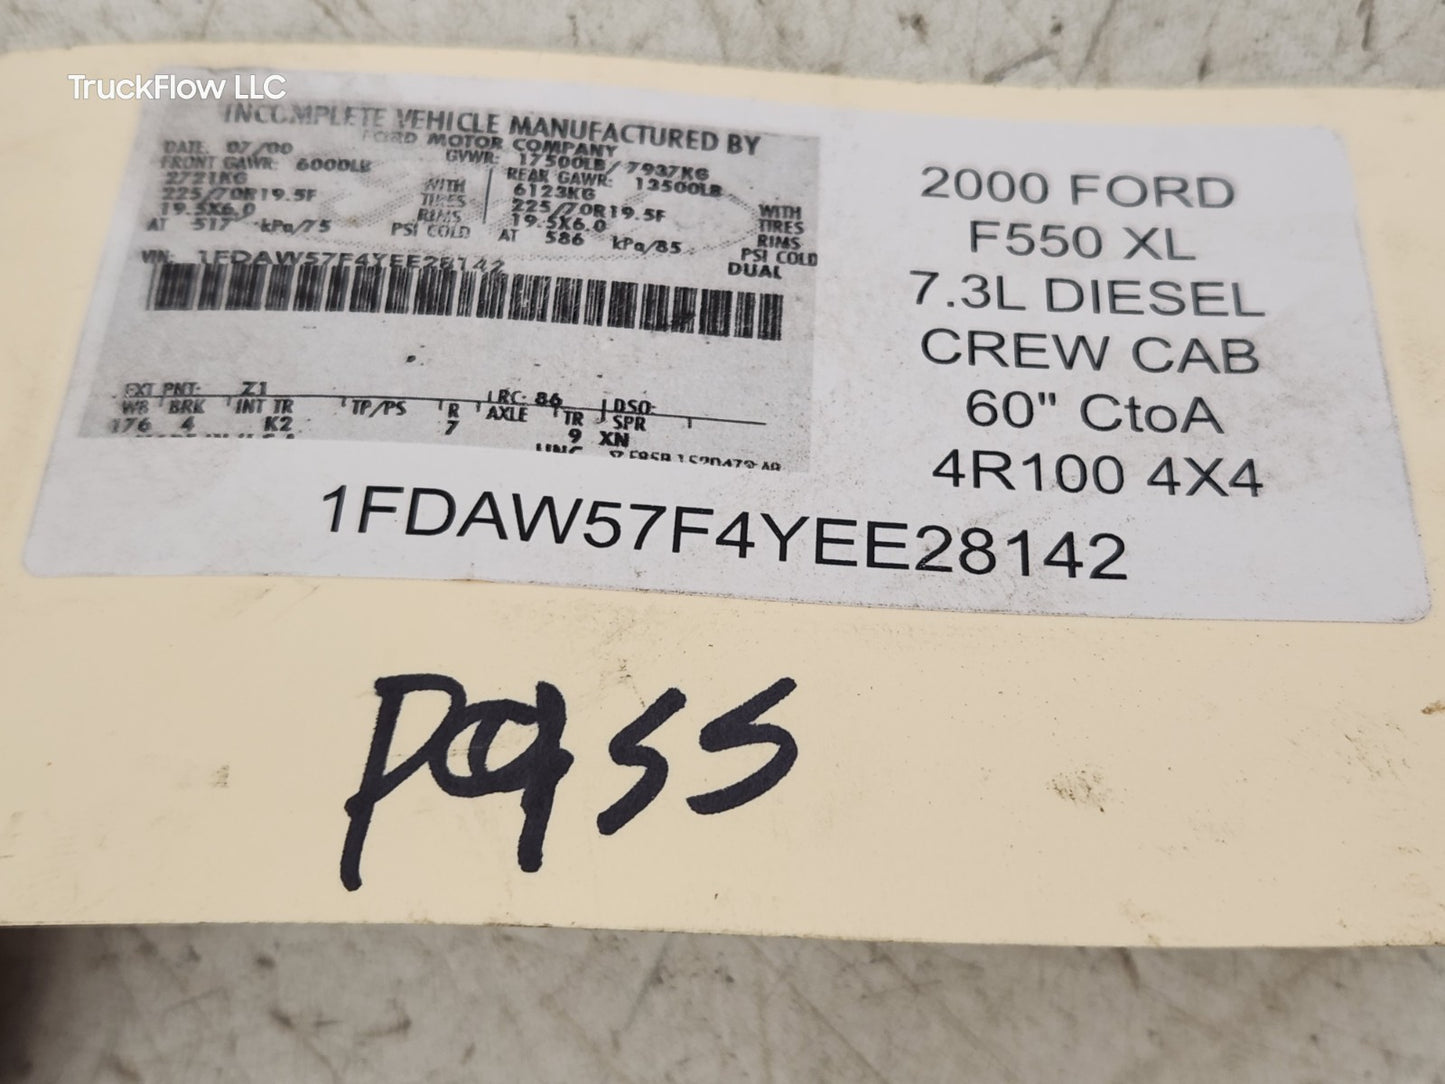 TruckFlow LLC
INCOMPLETE VEHICLE MANUFACTURED BY
FORD MOTOR COMPANY
DATE: 07/00
GVWR: 17500LB/7937KG
FRONT GAWR: 6000LB
2721KG
225/70R19.5F
19.5X6.0
AT 517 kPa/75
WITH
TIRES
RIMS
PSI COLD
REAR GAWR: 13500LB
6123KG
225/70R19.5F
19.5X6.0
AT 586 kPa/85
WITH
TIRES
RIMS
PSI COLD
DUAL
VIN: 1FDAW57F4YEE28142
EXT PNT: Z1 RC: 86 DSO:
WB BRK INT TR TP/PS R AXLE TR SPR
176 4 K2 7 9 XN
2000 FORD
F550 XL
7.3L DIESEL
CREW CAB
60" CtoA
4R100 4X4
1FDAW57F4YEE28142
Pass